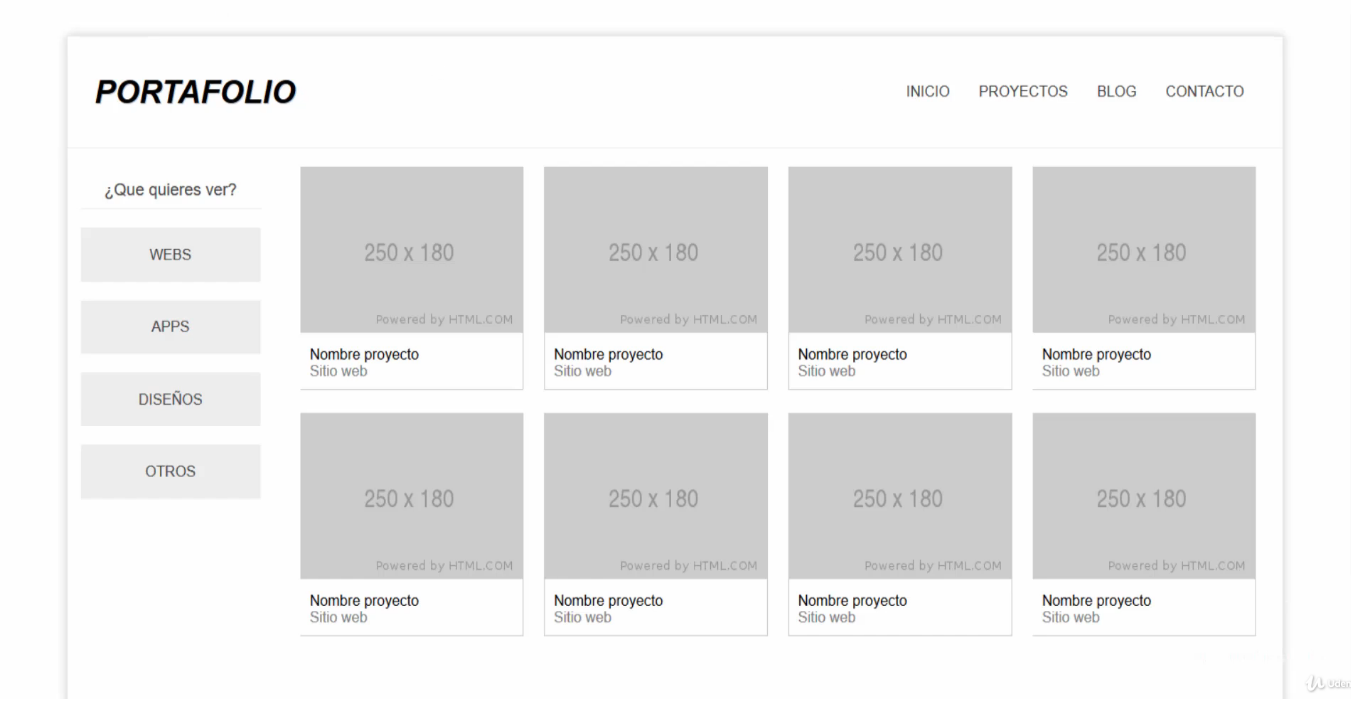 PORTAFOLIO
INICIO PROYECTOS BLOG CONTACTO
¿Que quieres ver?
WEBS
APPS
DISEÑOS
OTROS
250 x 180 250 x 180 250 x 180 250 x 180
Powered by HTML.COM Powered by HTML.COM Powered by HTML.COM Powered by HTML.COM
Nombre proyecto Nombre proyecto Nombre proyecto Nombre proyecto
Sitio web Sitio web Sitio web Sitio web
250 x 180 250 x 180 250 x 180 250 x 180
Powered by HTML.COM Powered by HTML.COM Powered by HTML.COM Powered by HTML.COM
Nombre proyecto Nombre proyecto Nombre proyecto Nombre proyecto
Sitio web Sitio web Sitio web Sitio web